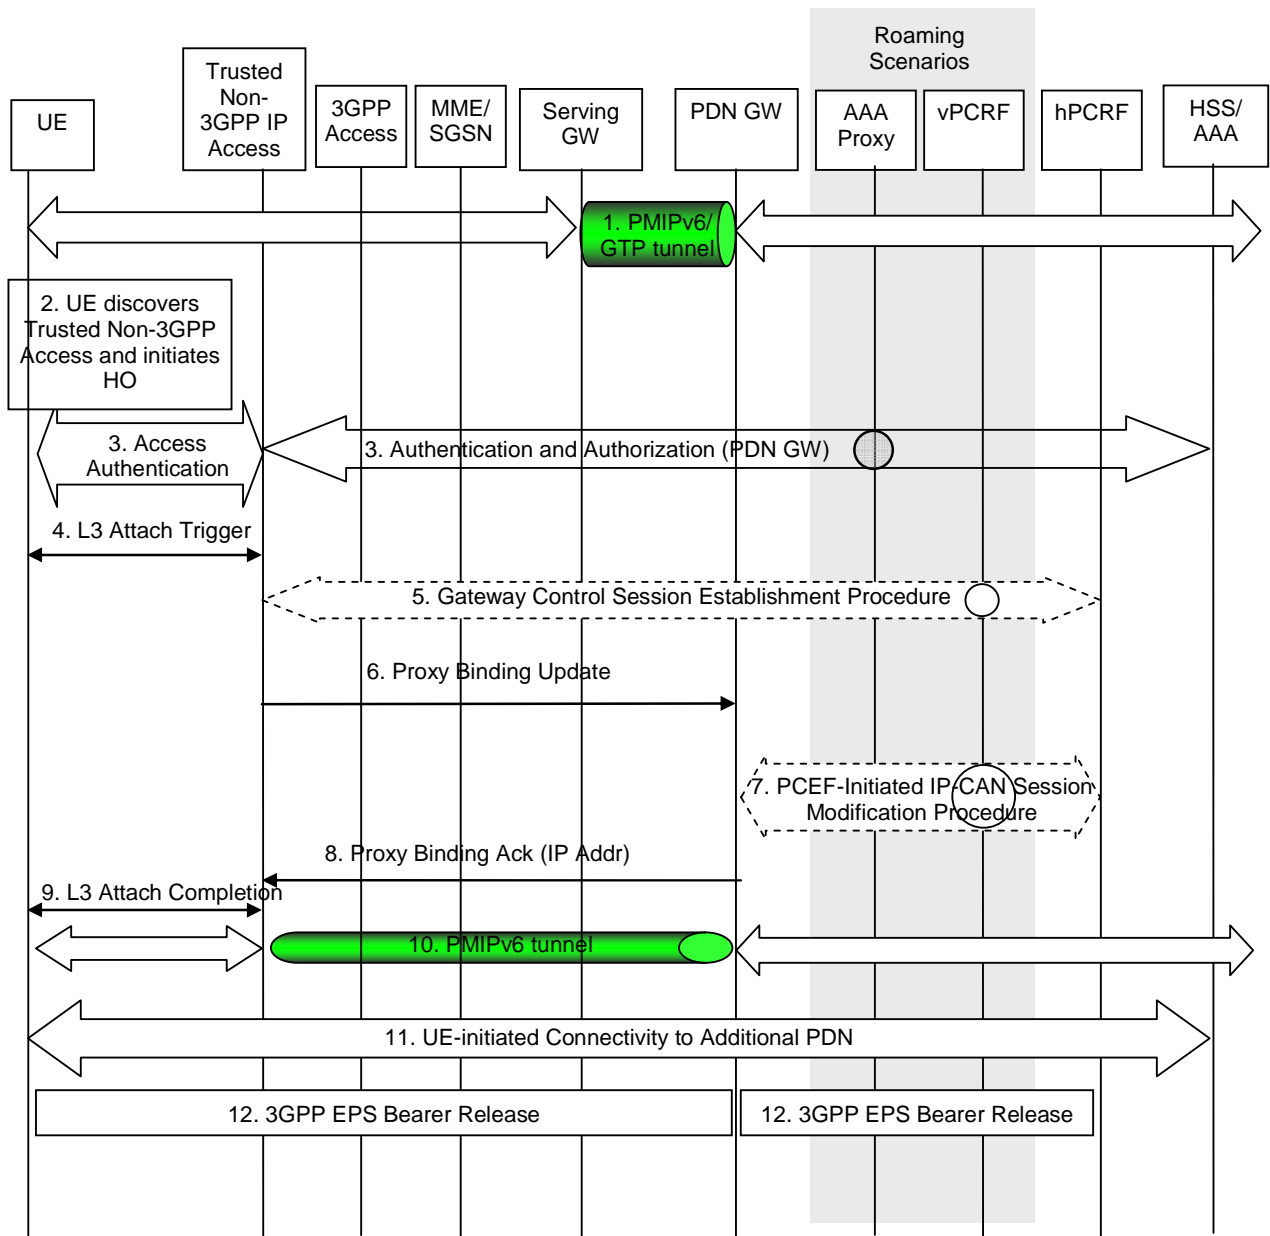 Roaming
Scenarios
UE
Trusted
Non-
3GPP IP
Access
3GPP
Access
MME/
SGSN
Serving
GW
PDN GW
AAA
Proxy
vPCRF
hPCRF
HSS/
AAA
1. PMIPv6/
GTP tunnel
2. UE discovers
Trusted Non-3GPP
Access and initiates
HO
3. Access
Authentication
3. Authentication and Authorization (PDN GW)
4. L3 Attach Trigger
5. Gateway Control Session Establishment Procedure
6. Proxy Binding Update
7. PCEF-Initiated IP-CAN Session
Modification Procedure
8. Proxy Binding Ack (IP Addr)
9. L3 Attach Completion
10. PMIPv6 tunnel
11. UE-initiated Connectivity to Additional PDN
12. 3GPP EPS Bearer Release
12. 3GPP EPS Bearer Release